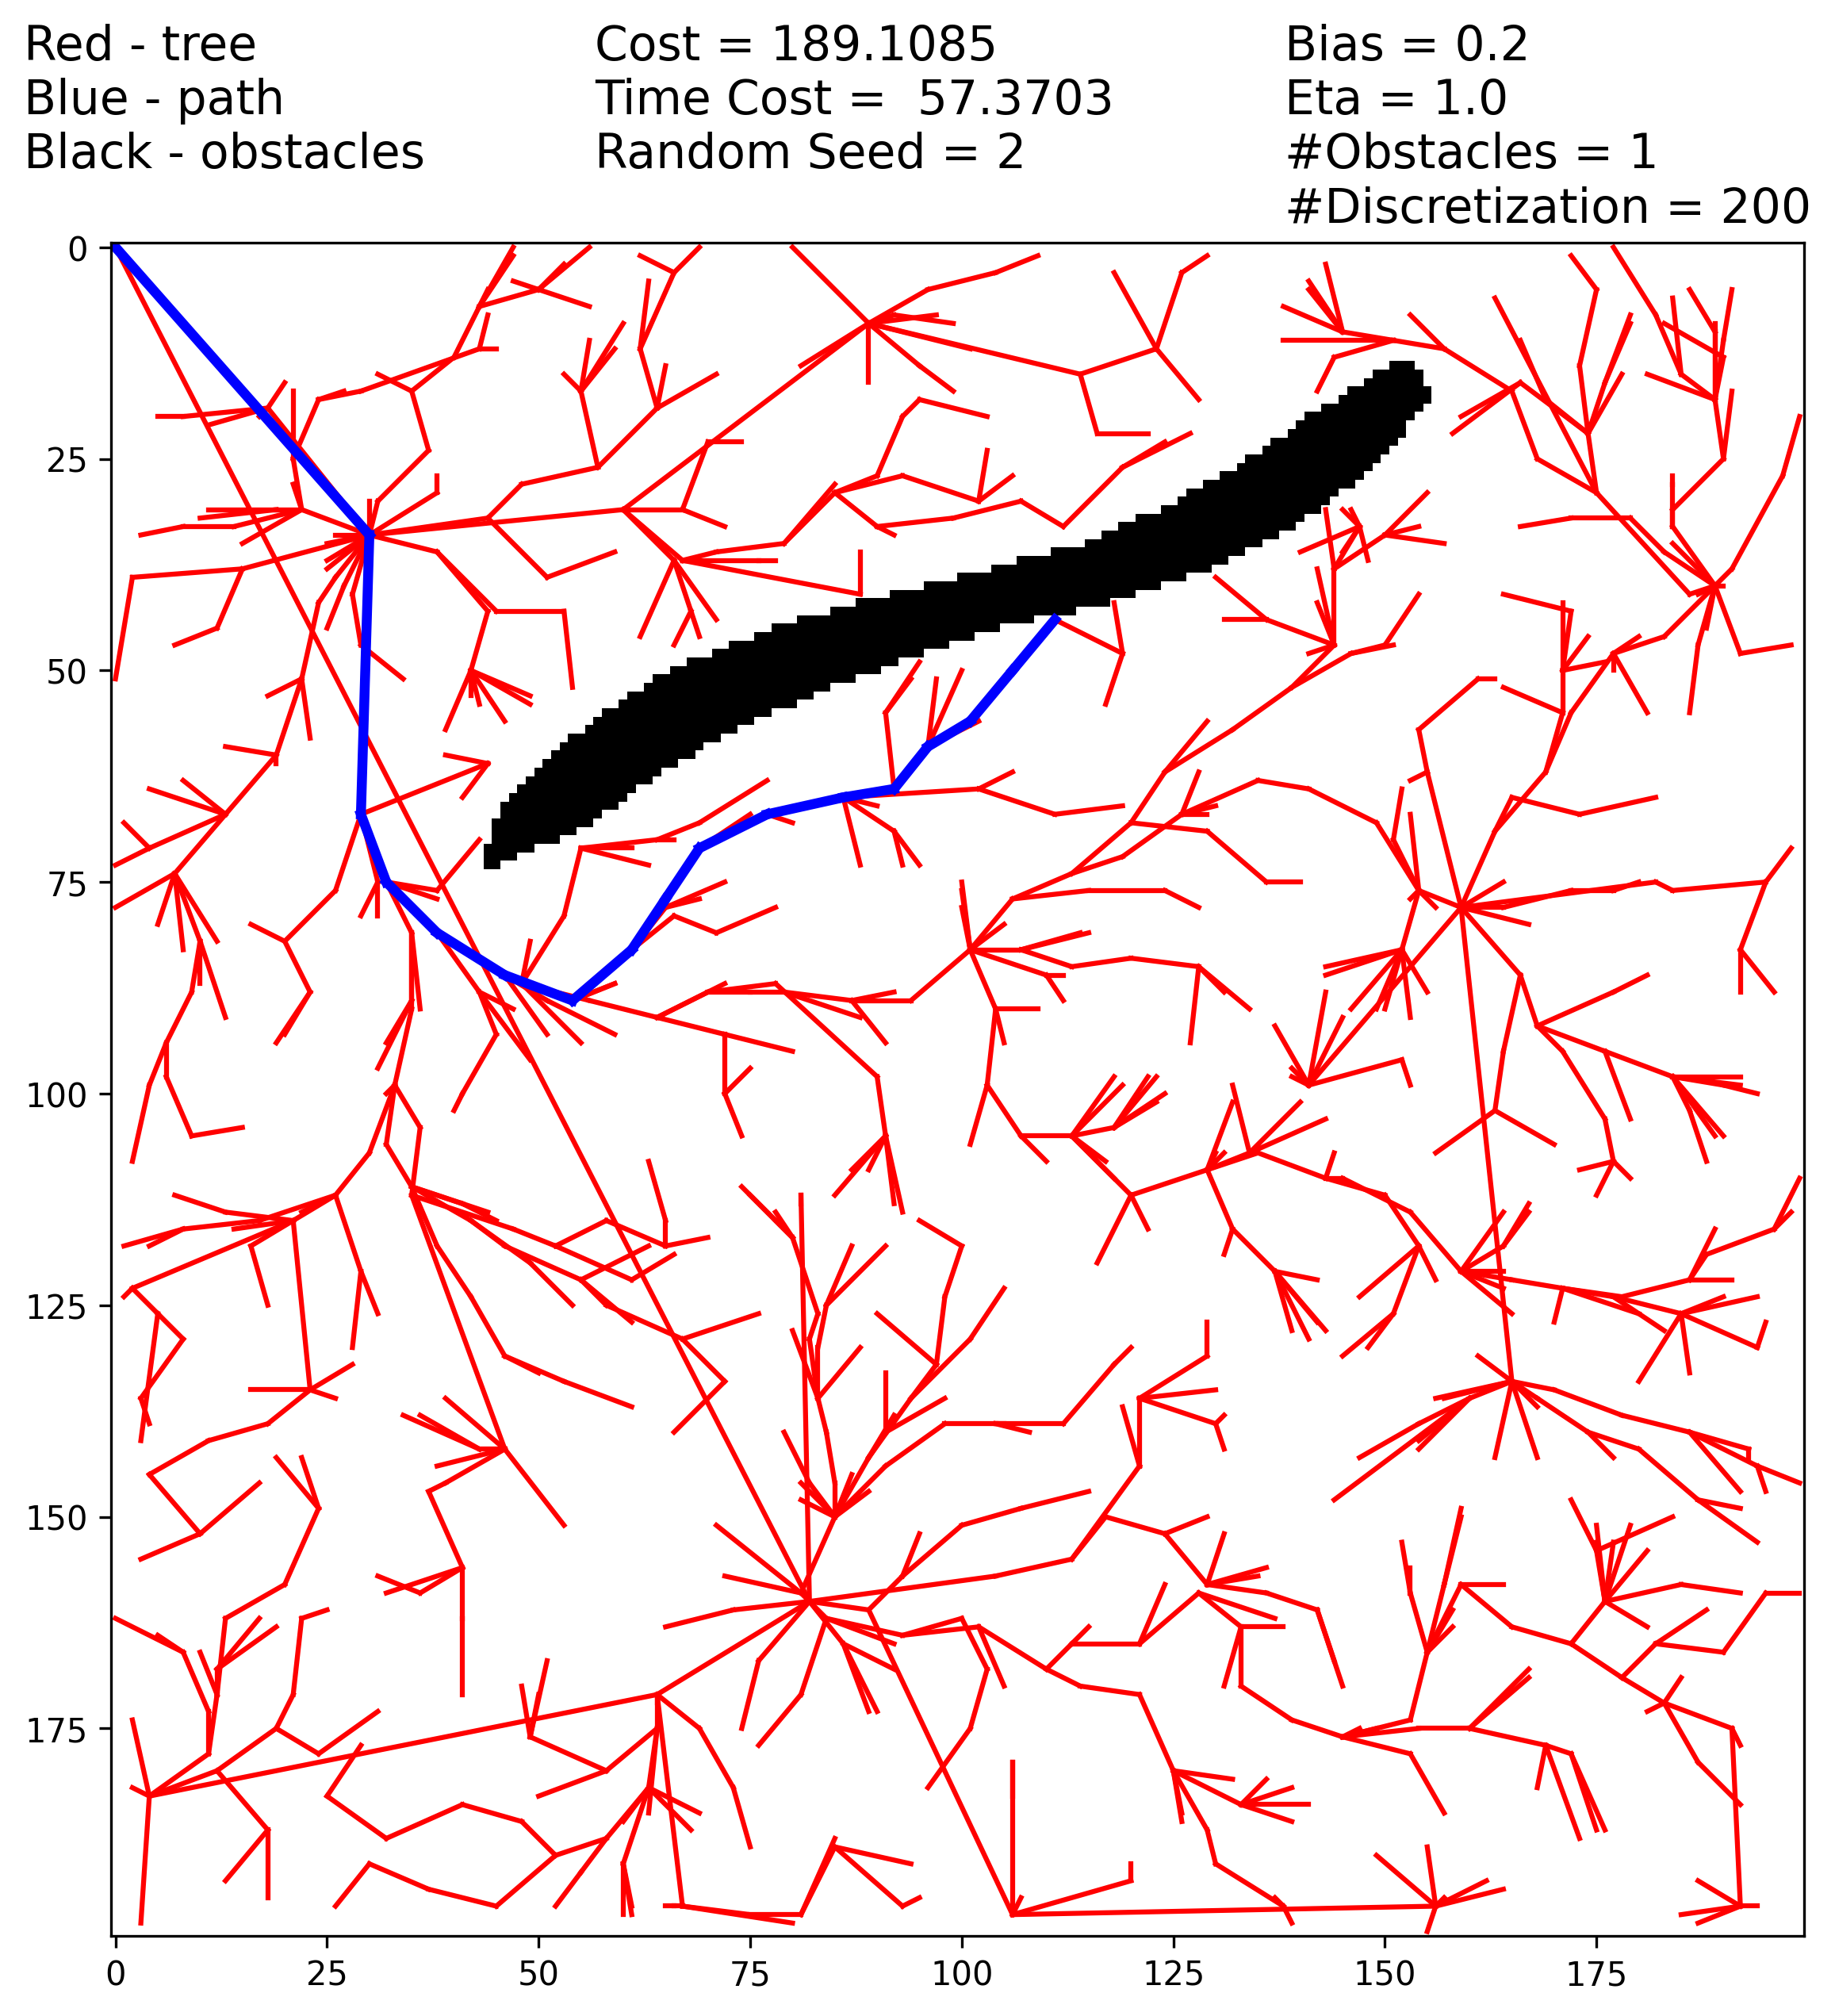 Red - tree
Blue - path
Black - obstacles
Cost = 189.1085
Time Cost =  57.3703
Random Seed = 2
Bias = 0.2
Eta = 1.0
#Obstacles = 1
#Discretization = 200
0
25
50
75
100
125
150
175
0
25
50
75
100
125
150
175